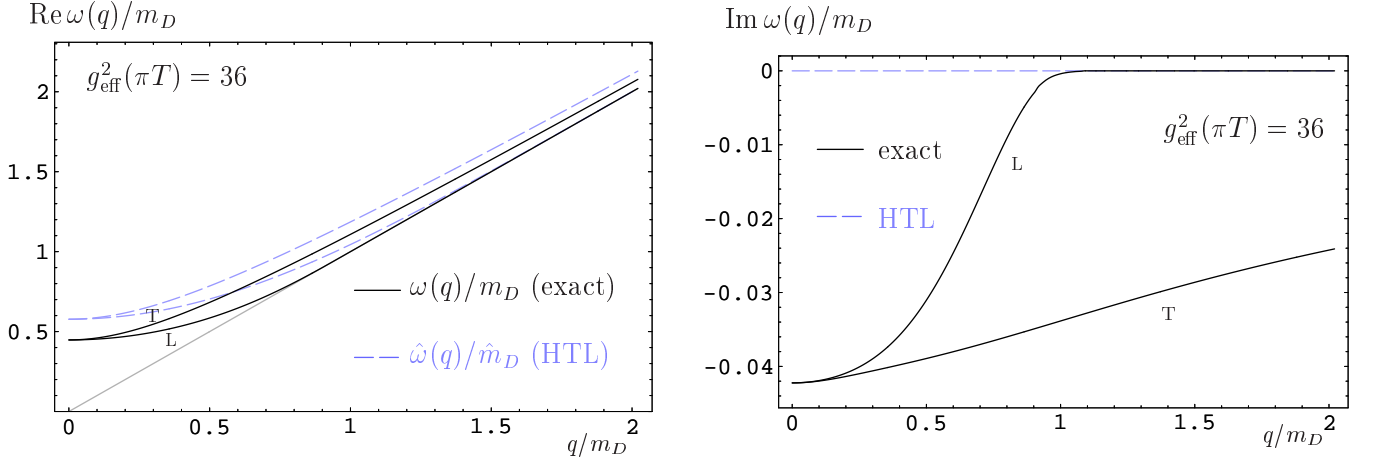 Re ω(q)/m_D
g²_eff(πT) = 36
2
1.5
1
0.5
T
L
ω(q)/m_D (exact)
ω̂(q)/m̂_D (HTL)
0 0.5 1 1.5 2
q/m_D
Im ω(q)/m_D
0
-0.01
-0.02
-0.03
-0.04
g²_eff(πT) = 36
exact
HTL
L
T
0 0.5 1 1.5 2
q/m_D